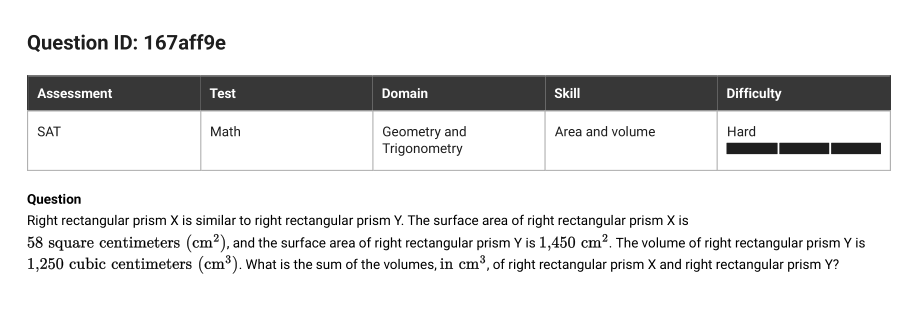 Question ID: 167aff9e
Assessment Test Domain Skill Difficulty
SAT Math Geometry and Trigonometry Area and volume Hard
Question
Right rectangular prism X is similar to right rectangular prism Y. The surface area of right rectangular prism X is
58 square centimeters (cm²), and the surface area of right rectangular prism Y is 1,450 cm². The volume of right rectangular prism Y is
1,250 cubic centimeters (cm³). What is the sum of the volumes, in cm³, of right rectangular prism X and right rectangular prism Y?